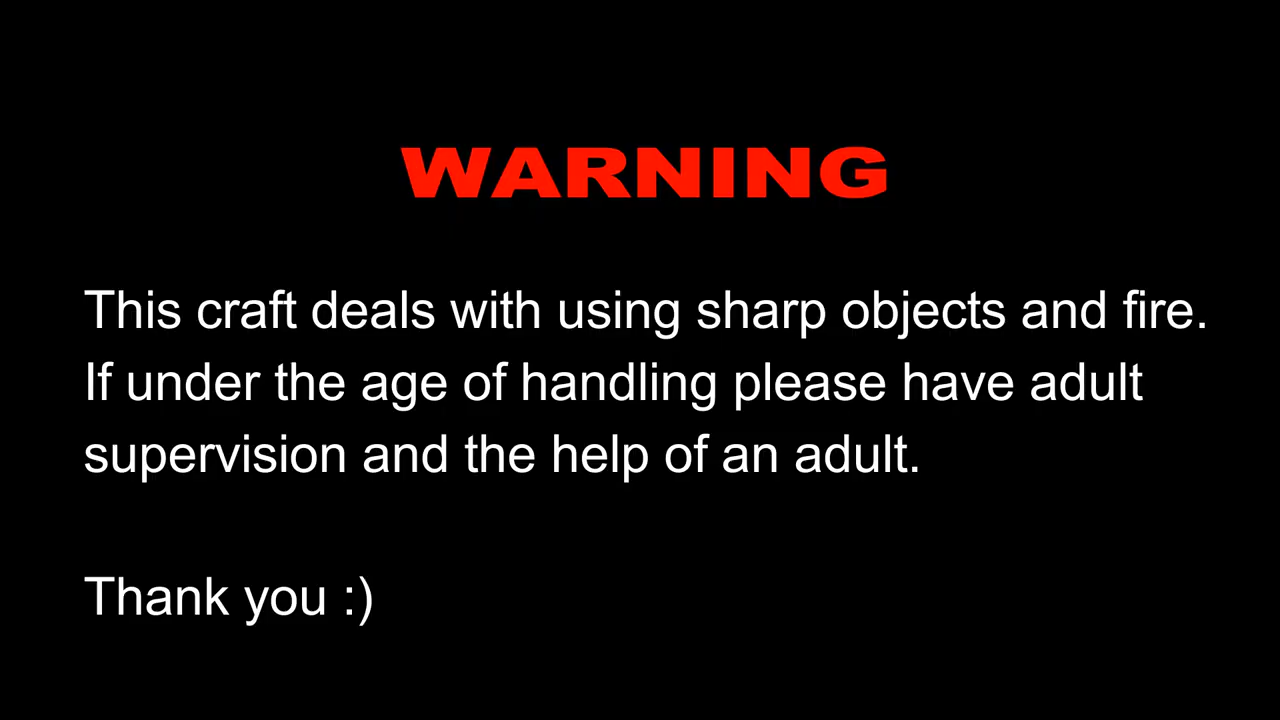 WARNING
This craft deals with using sharp objects and fire.
If under the age of handling please have adult
supervision and the help of an adult.
Thank you :)